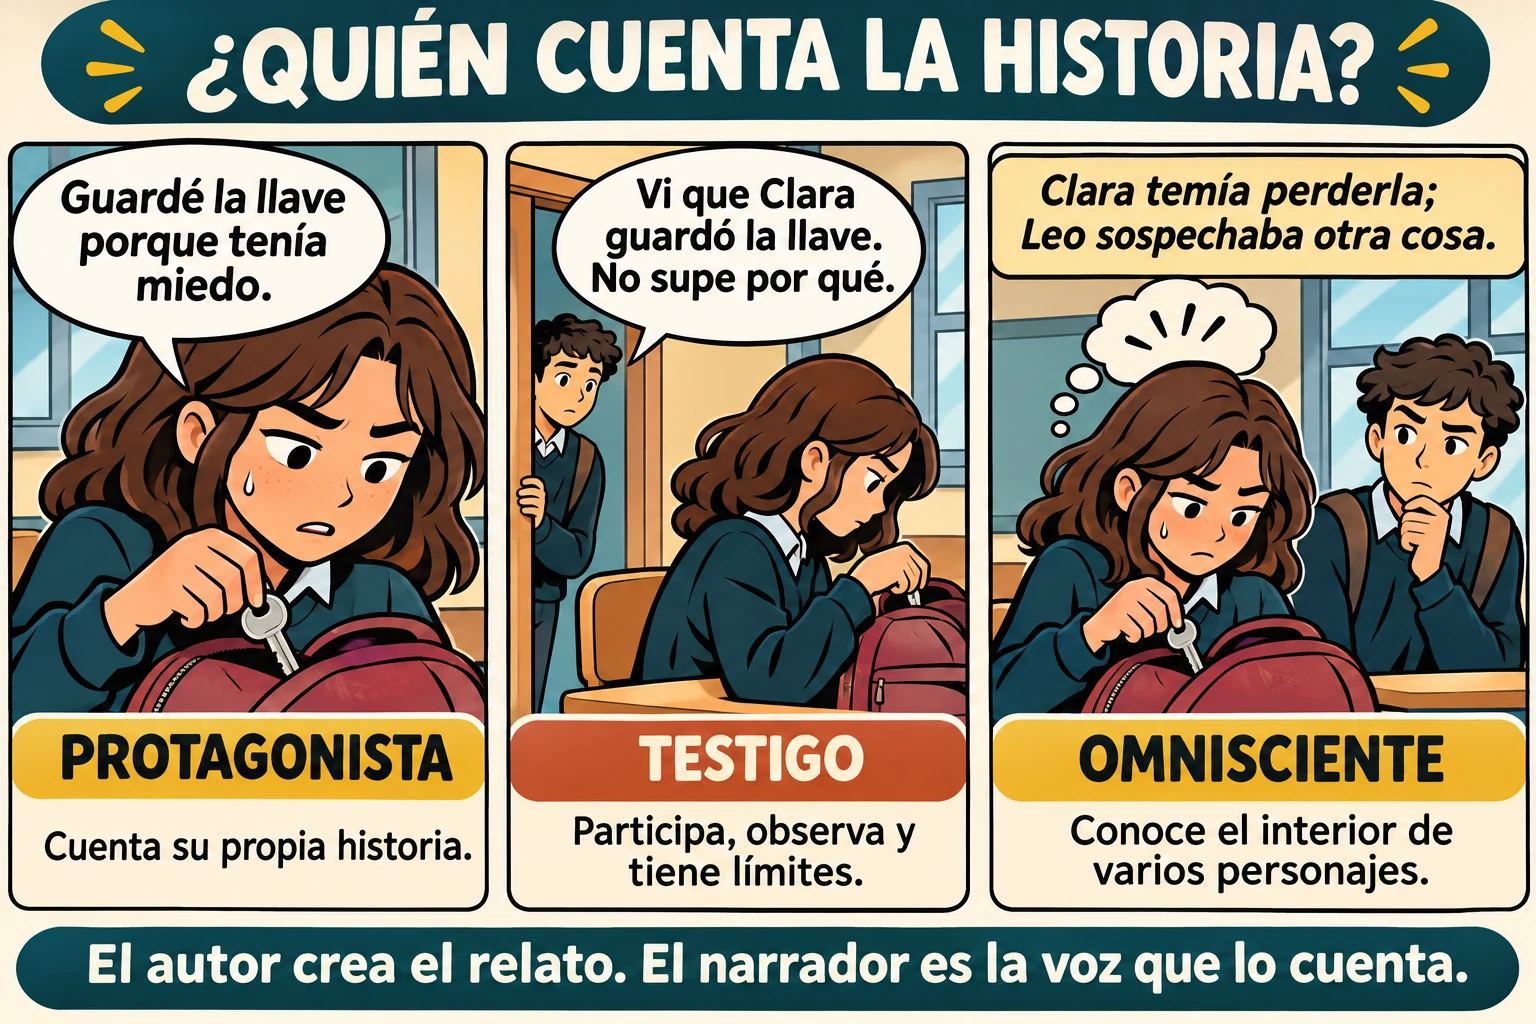 ¿QUIÉN CUENTA LA HISTORIA?
Guardé la llave
porque tenía
miedo.
PROTAGONISTA
Cuenta su propia historia.
Vi que Clara
guardó la llave.
No supe por qué.
TESTIGO
Participa, observa y
tiene límites.
Clara temía perderla;
Leo sospechaba otra cosa.
OMNISCIENTE
Conoce el interior de
varios personajes.
El autor crea el relato. El narrador es la voz que lo cuenta.